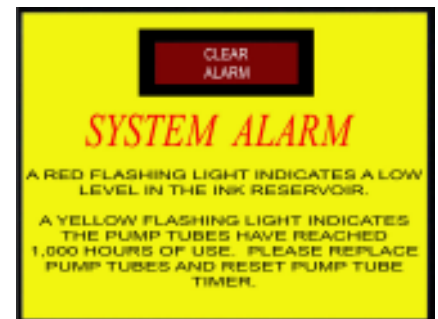 CLEAR
ALARM
SYSTEM ALARM
A RED FLASHING LIGHT INDICATES A LOW
LEVEL IN THE INK RESERVOIR.
A YELLOW FLASHING LIGHT INDICATES
THE PUMP TUBES HAVE REACHED
1,000 HOURS OF USE. PLEASE REPLACE
PUMP TUBES AND RESET PUMP TUBE
TIMER.